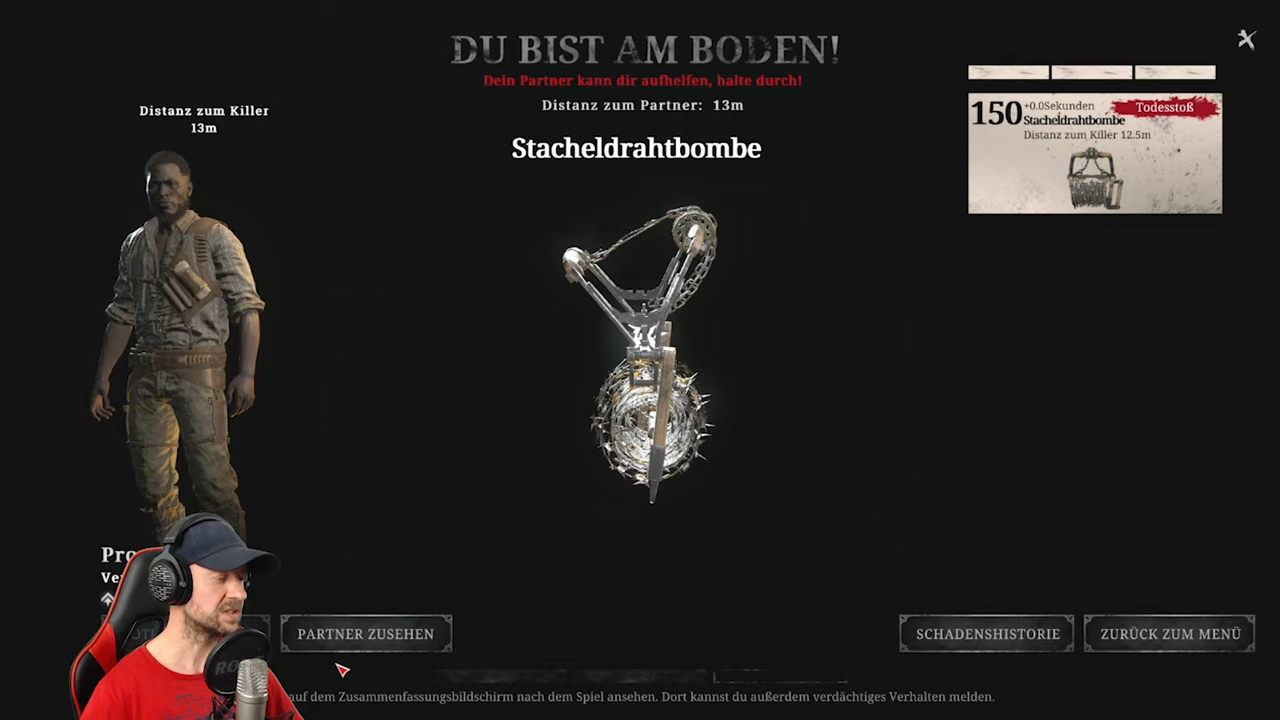 DU BIST AM BODEN!
Dein Partner kann dir aufhelfen, halte durch!
Distanz zum Partner: 13m
Distanz zum Killer
13m
Stacheldrahtbombe
150
+0.0Sekunden
Todesstoß
Stacheldrahtbombe
Distanz zum Killer 12.5m
PARTNER ZUSEHEN
SCHADENSHISTORIE
ZURÜCK ZUM MENÜ
auf dem Zusammenfassungsbildschirm nach dem Spiel ansehen. Dort kannst du außerdem verdächtiges Verhalten melden.